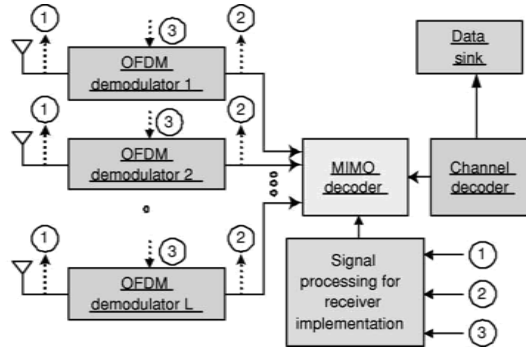 1
2
3
OFDM
demodulator 1
Data
sink
1
2
3
OFDM
demodulator 2
MIMO
decoder
Channel
decoder
1
2
3
OFDM
demodulator L
Signal
processing for
receiver
implementation
1
2
3